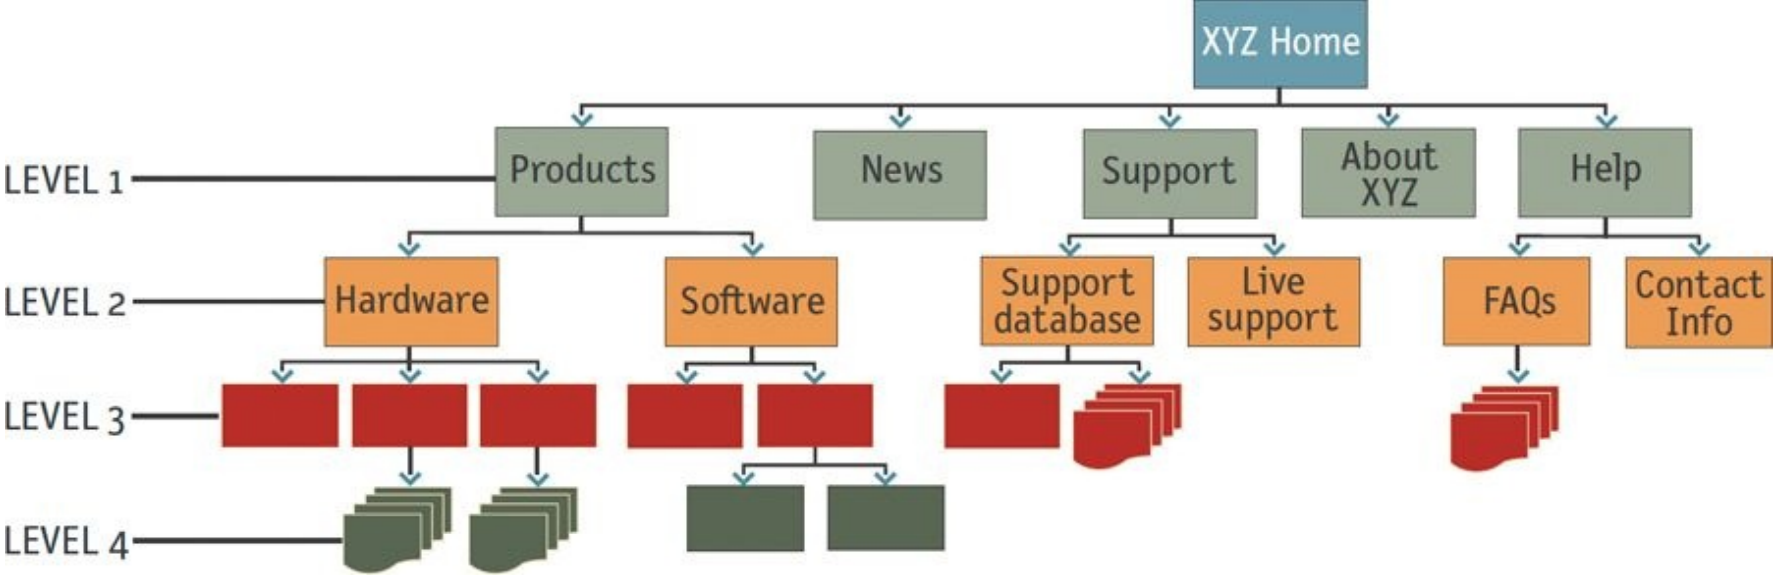 XYZ Home
LEVEL 1
Products
News
Support
About
XYZ
Help
LEVEL 2
Hardware
Software
Support
database
Live
support
FAQs
Contact
Info
LEVEL 3
LEVEL 4